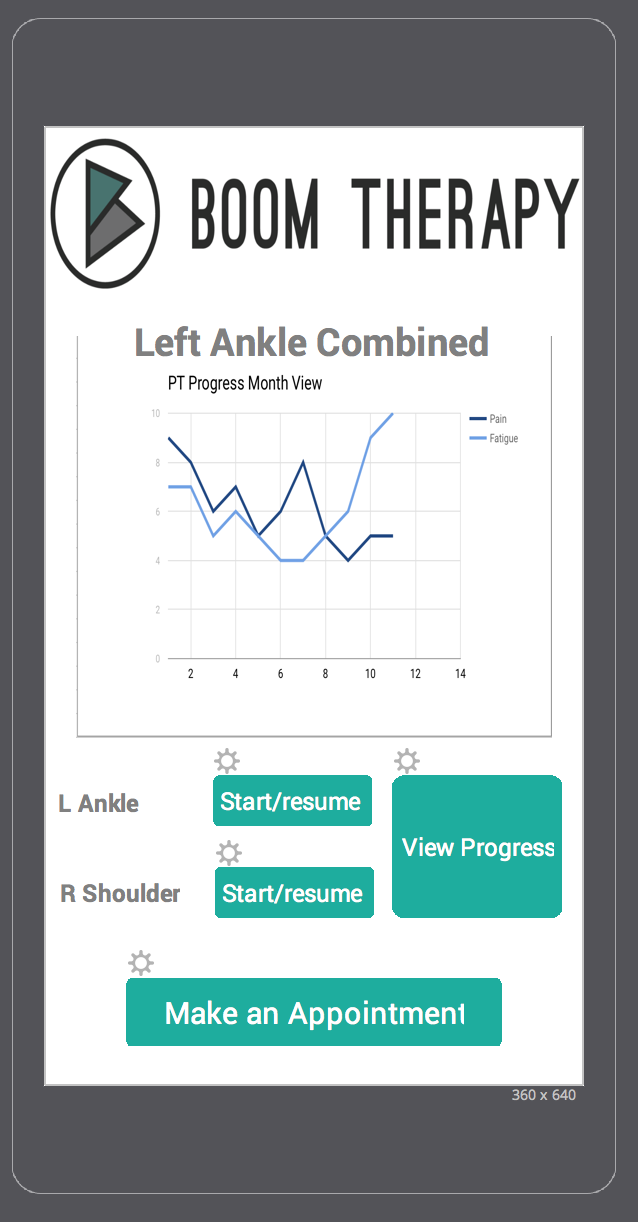 BOOM THERAPY
Left Ankle Combined
PT Progress Month View
Pain
Fatigue
10
8
6
4
2
0
2 4 6 8 10 12 14
L Ankle
Start/resume
View Progress
R Shoulder
Start/resume
Make an Appointment
360 x 640